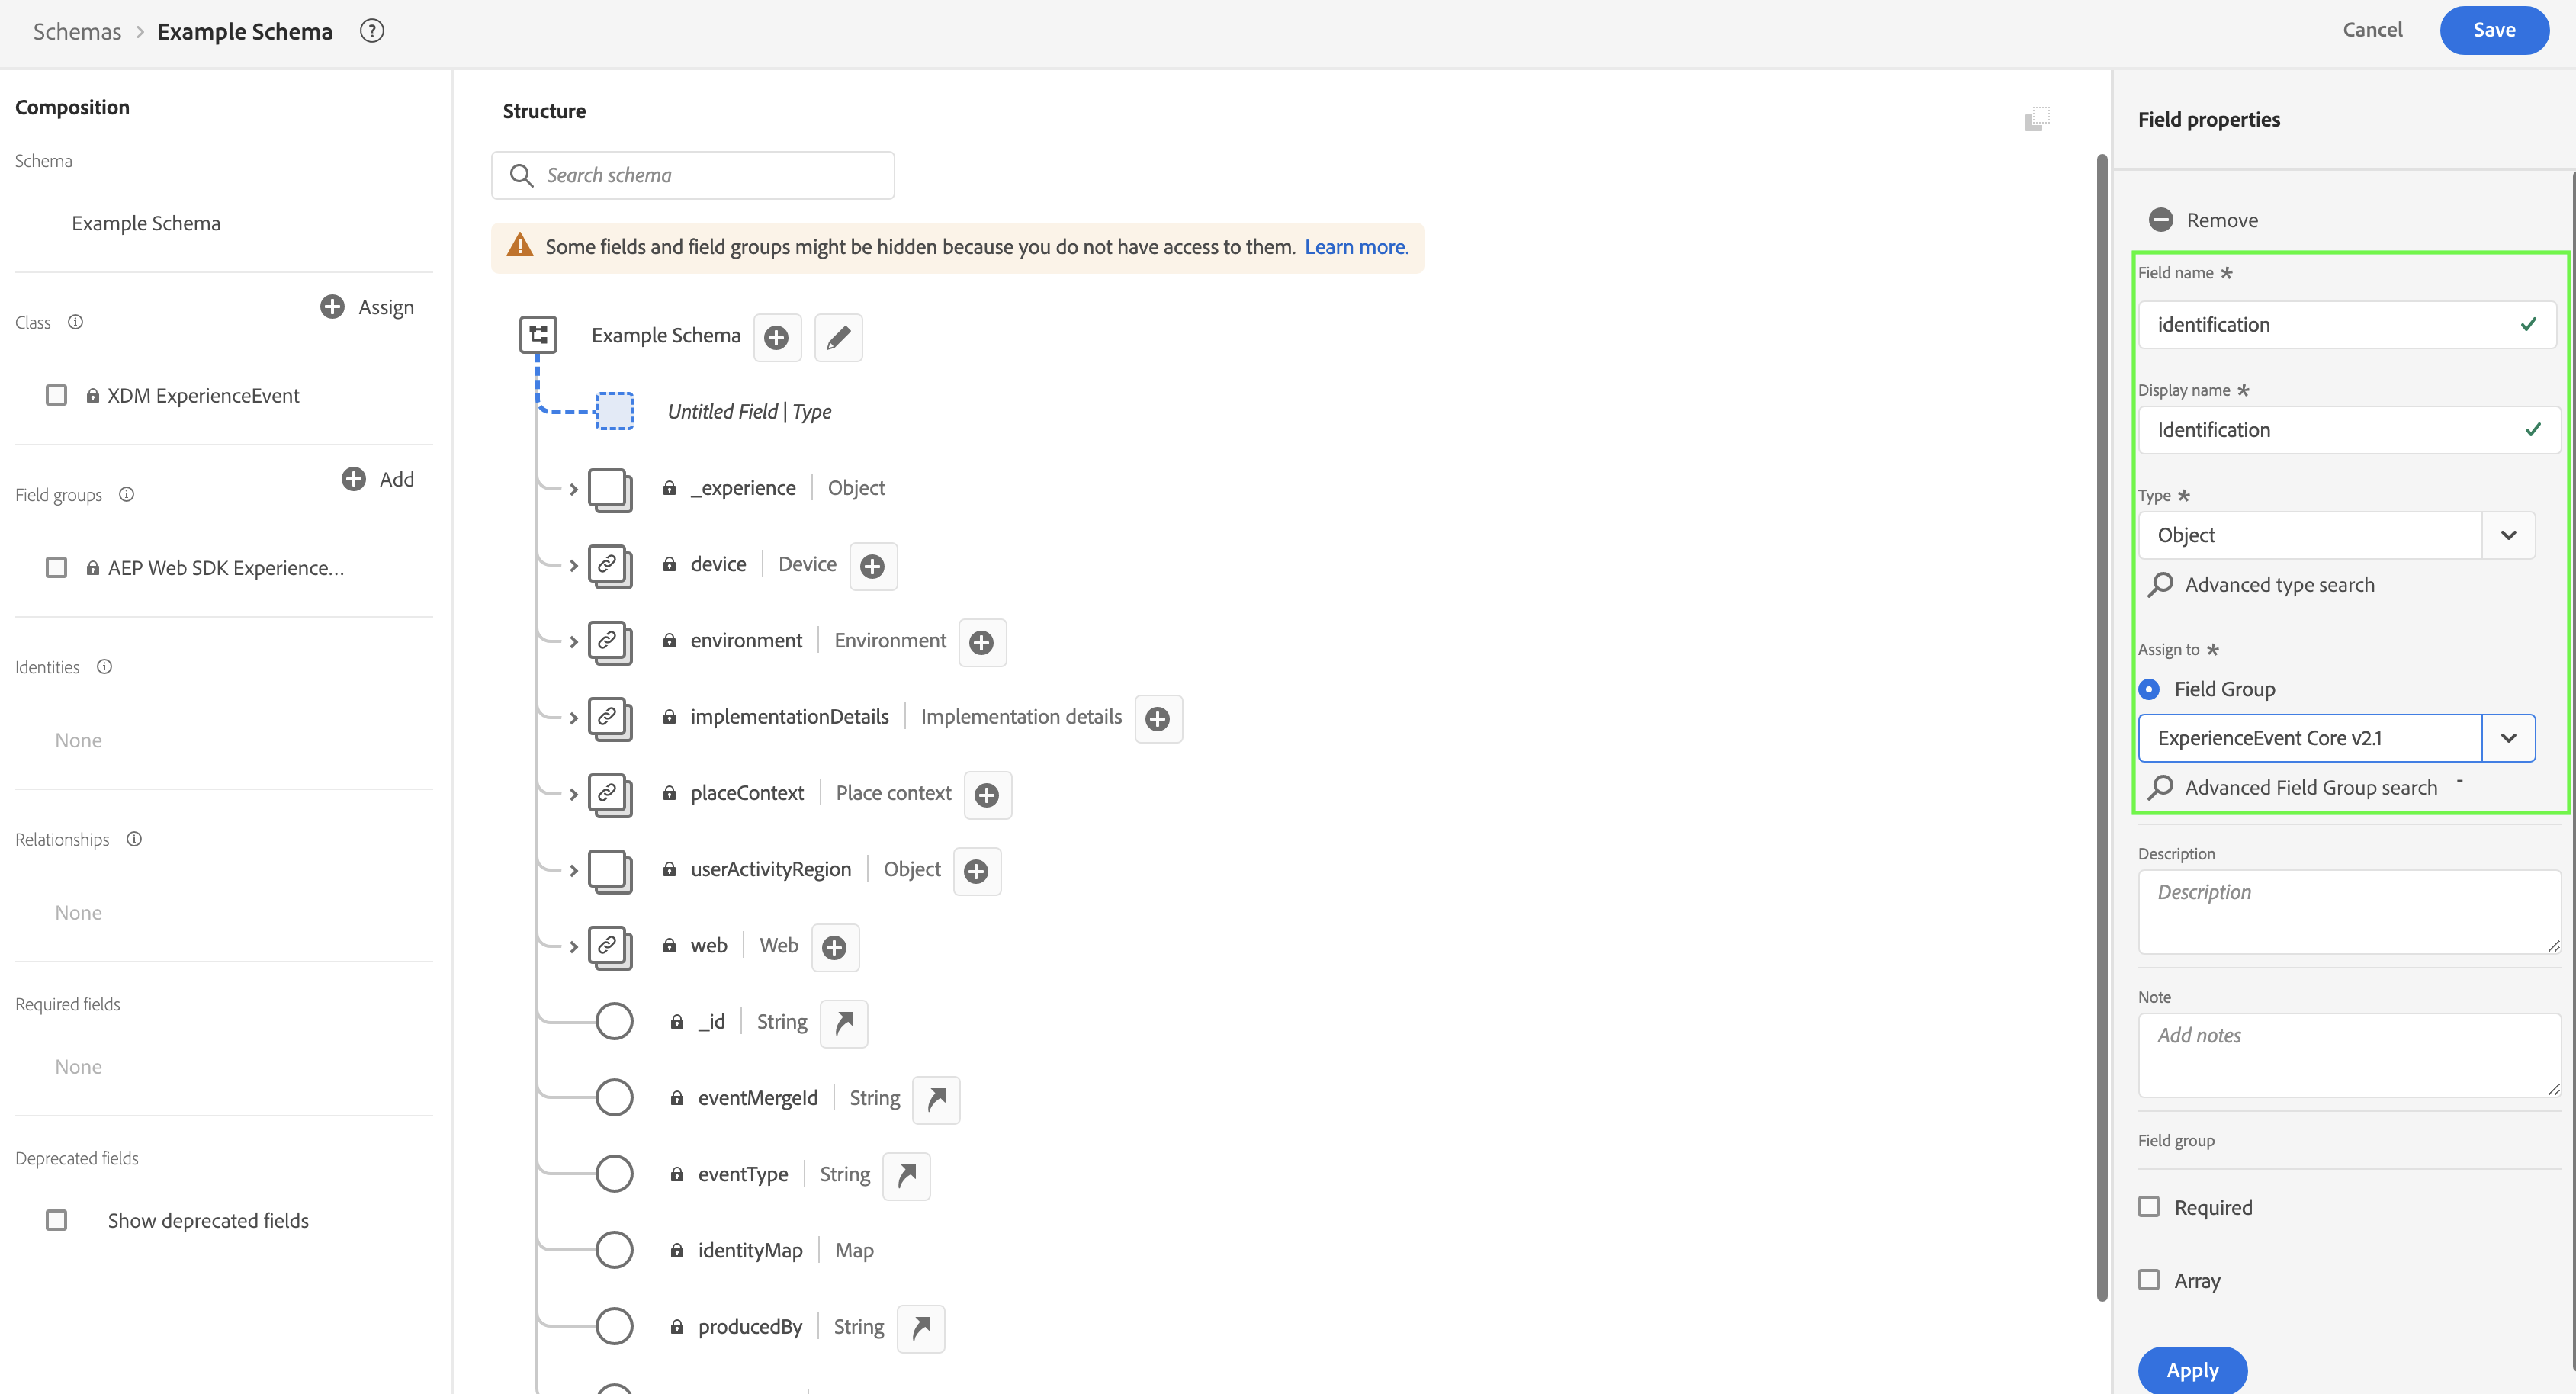 Schemas > Example Schema ?
Cancel
Save
Composition
Schema
Example Schema
Class
Assign
XDM ExperienceEvent
Field groups
Add
AEP Web SDK Experience...
Identities
None
Relationships
None
Required fields
None
Deprecated fields
Show deprecated fields
Structure
Search schema
Some fields and field groups might be hidden because you do not have access to them. Learn more.
Example Schema
Untitled Field | Type
_experience | Object
device | Device
environment | Environment
implementationDetails | Implementation details
placeContext | Place context
userActivityRegion | Object
web | Web
_id | String
eventMergeId | String
eventType | String
identityMap | Map
producedBy | String
Field properties
Remove
Field name *
identification
Display name *
Identification
Type *
Object
Advanced type search
Assign to *
Field Group
ExperienceEvent Core v2.1
Advanced Field Group search -
Description
Description
Note
Add notes
Field group
Required
Array
Apply